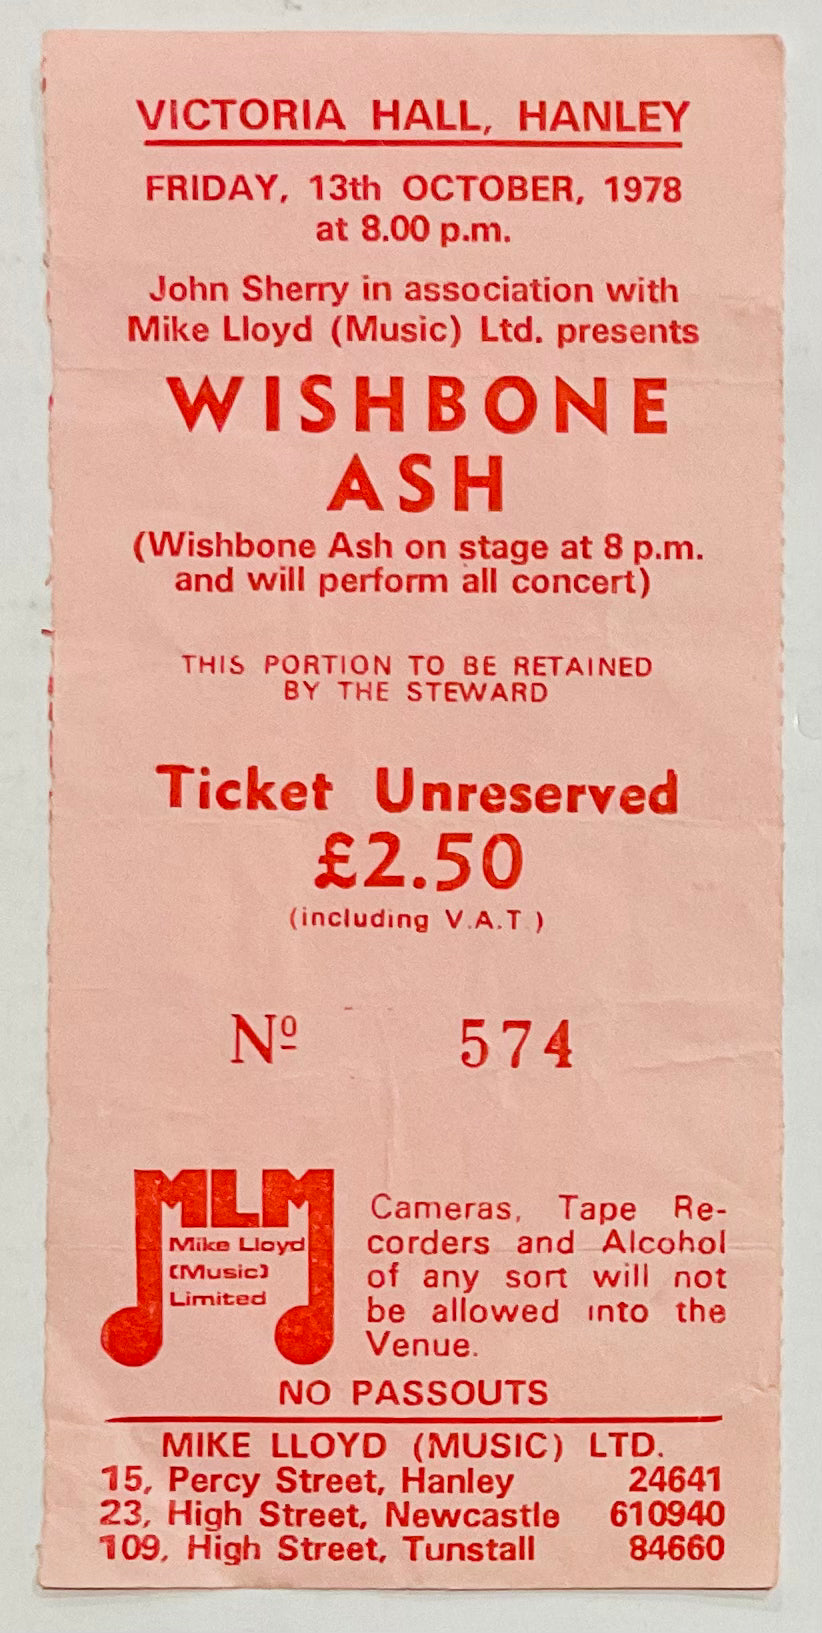 VICTORIA HALL, HANLEY
FRIDAY, 13th OCTOBER, 1978
at 8.00 p.m.
John Sherry in association with
Mike Lloyd (Music) Ltd. presents
WISHBONE
ASH
(Wishbone Ash on stage at 8 p.m.
and will perform all concert)
THIS PORTION TO BE RETAINED
BY THE STEWARD
Ticket Unreserved
£2.50
(including V.A.T.)
Nº 574
MLM
Mike Lloyd
(Music)
Limited
Cameras, Tape Re-
corders and Alcohol
of any sort will not
be allowed into the
Venue.
NO PASSOUTS
MIKE LLOYD (MUSIC) LTD.
15, Percy Street, Hanley 24641
23, High Street, Newcastle 610940
109, High Street, Tunstall 84660